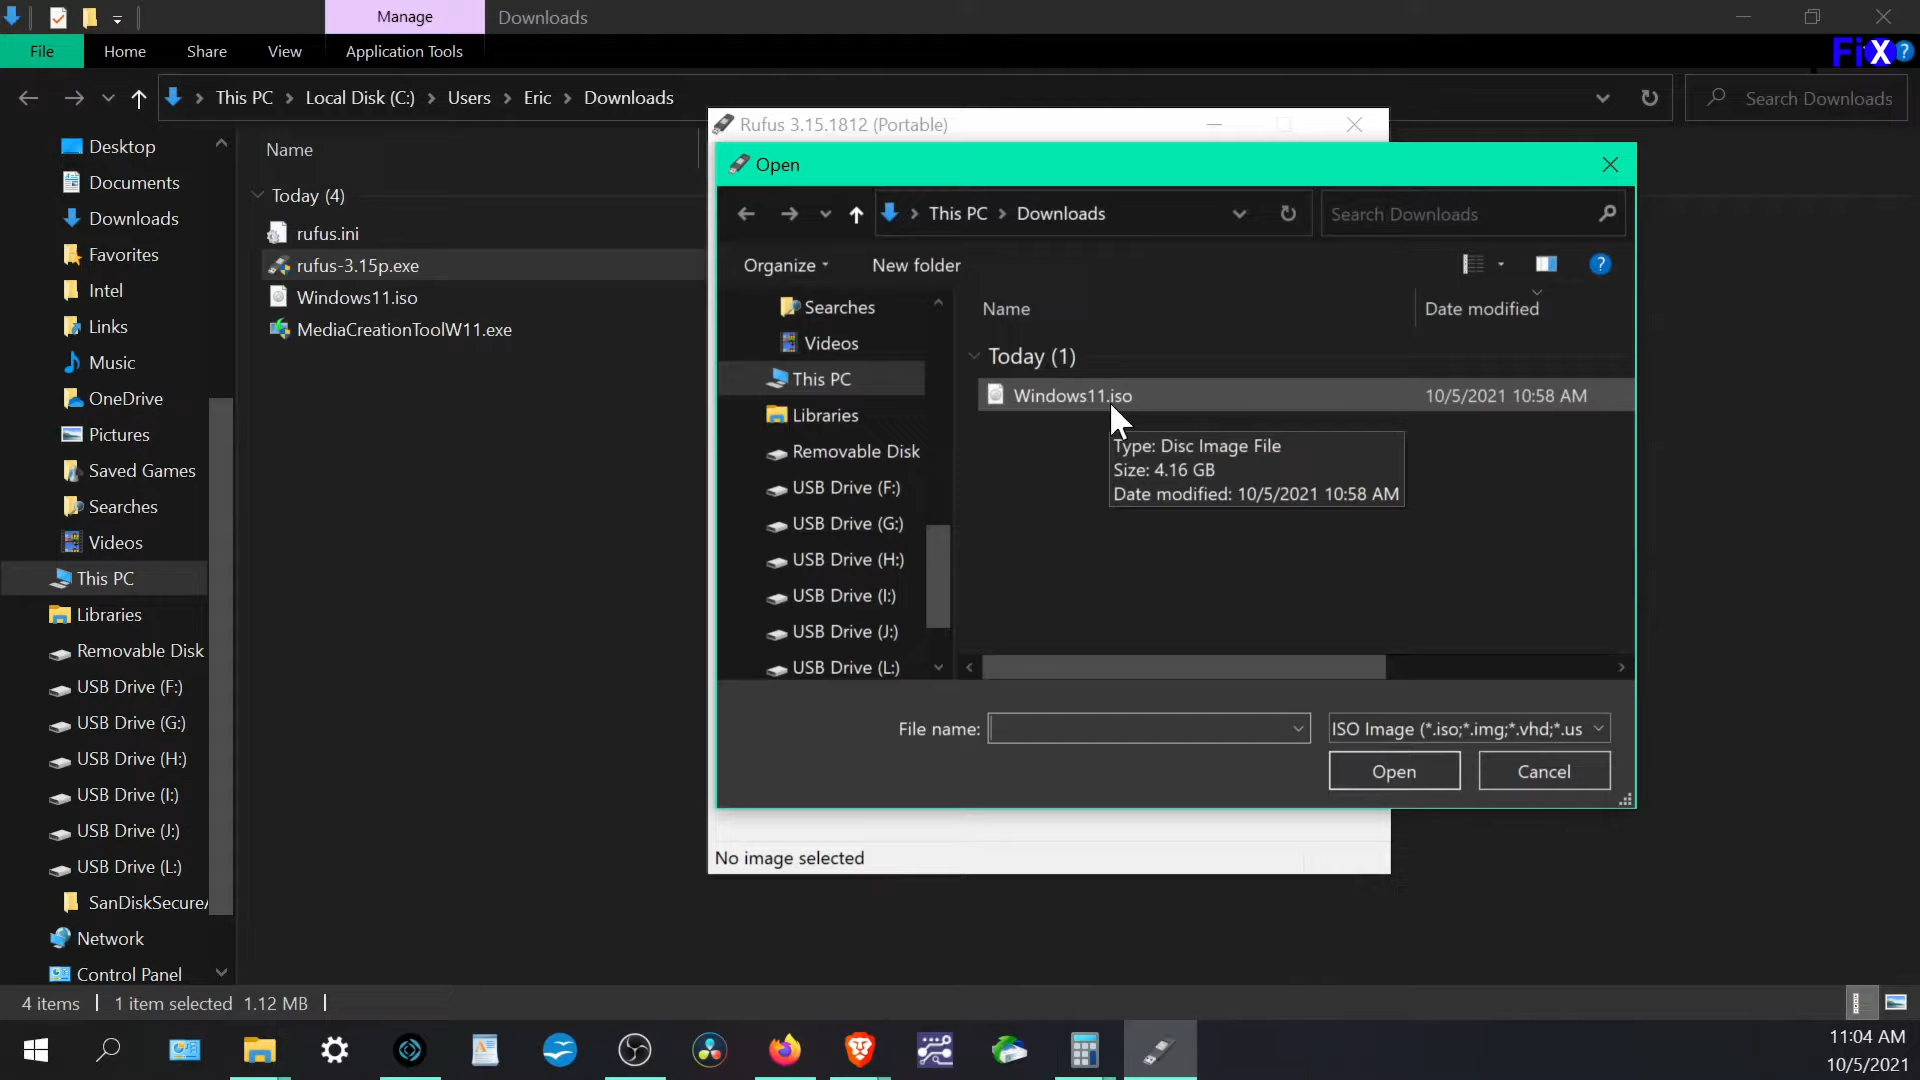 Manage
Downloads
File
Home
Share
View
Application Tools
FiX
?
This PC
Local Disk (C:)
Users
Eric
Downloads
Search Downloads
Desktop
Documents
Downloads
Favorites
Intel
Links
Music
OneDrive
Pictures
Saved Games
Searches
Videos
This PC
Libraries
Removable Disk
USB Drive (F:)
USB Drive (G:)
USB Drive (H:)
USB Drive (I:)
USB Drive (J:)
USB Drive (L:)
SanDiskSecureA
Network
Control Panel
Name
Today (4)
rufus.ini
rufus-3.15p.exe
Windows11.iso
MediaCreationToolW11.exe
Rufus 3.15.1812 (Portable)
Open
This PC
Downloads
Search Downloads
Organize
New folder
?
Searches
Videos
This PC
Libraries
Removable Disk
USB Drive (F:)
USB Drive (G:)
USB Drive (H:)
USB Drive (I:)
USB Drive (J:)
USB Drive (L:)
Name
Date modified
Today (1)
Windows11.iso
10/5/2021 10:58 AM
Type: Disc Image File
Size: 4.16 GB
Date modified: 10/5/2021 10:58 AM
File name:
ISO Image (*.iso;*.img;*.vhd;*.us
Open
Cancel
No image selected
4 items
1 item selected 1.12 MB
11:04 AM
10/5/2021